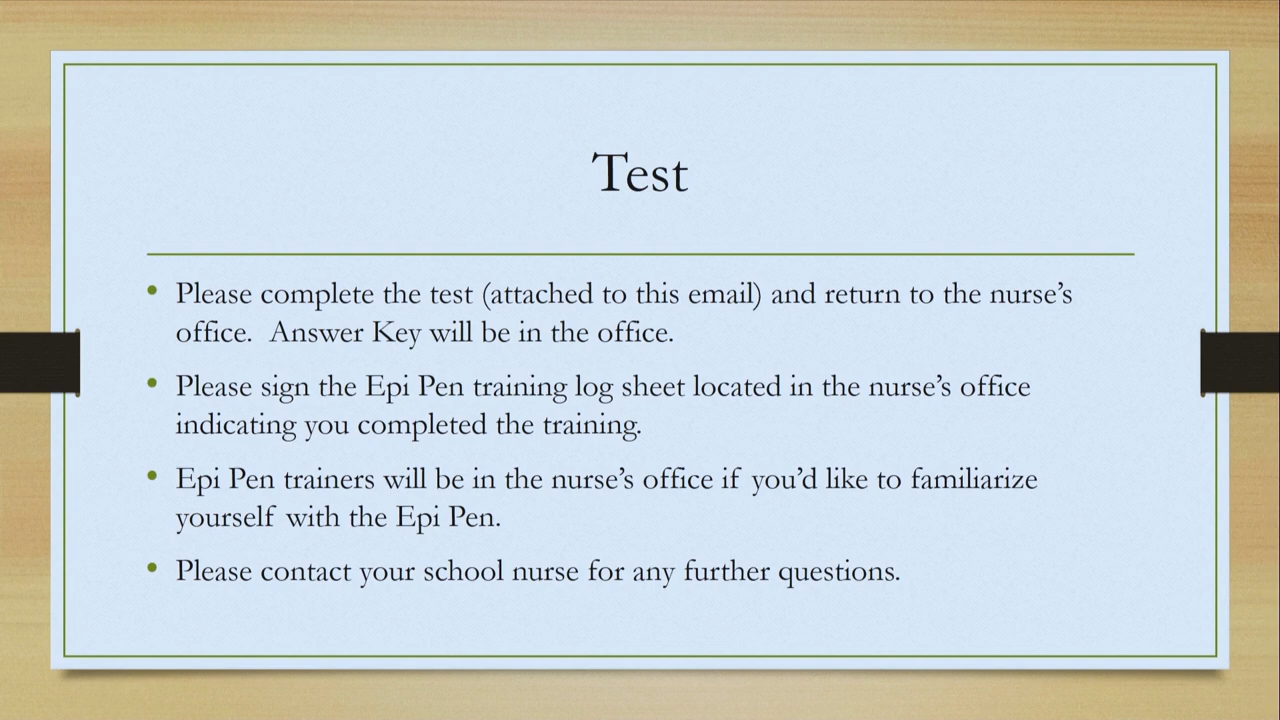 Test
• Please complete the test (attached to this email) and return to the nurse’s
office.  Answer Key will be in the office.
• Please sign the Epi Pen training log sheet located in the nurse’s office
indicating you completed the training.
• Epi Pen trainers will be in the nurse’s office if you’d like to familiarize
yourself with the Epi Pen.
• Please contact your school nurse for any further questions.